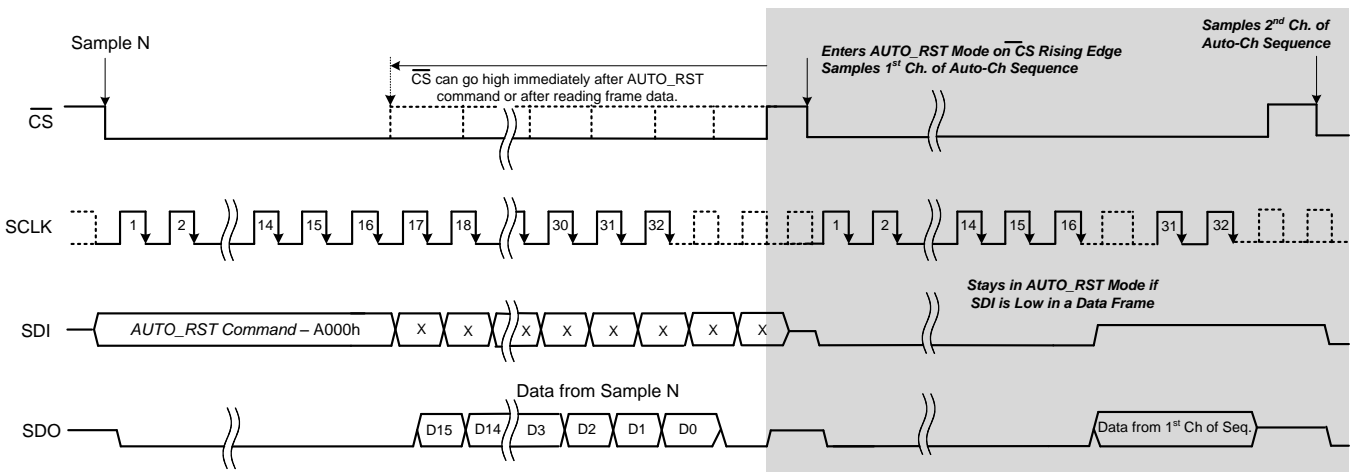 Sample N
CS can go high immediately after AUTO_RST
command or after reading frame data.
Enters AUTO_RST Mode on CS Rising Edge
Samples 1st Ch. of Auto-Ch Sequence
Samples 2nd Ch. of
Auto-Ch Sequence
CS
SCLK
1 2 14 15 16 17 18 30 31 32 1 2 14 15 16 31 32
Stays in AUTO_RST Mode if
SDI is Low in a Data Frame
SDI
AUTO_RST Command – A000h X X X X X X X X
Data from Sample N
SDO
D15 D14 D3 D2 D1 D0 Data from 1st Ch of Seq.